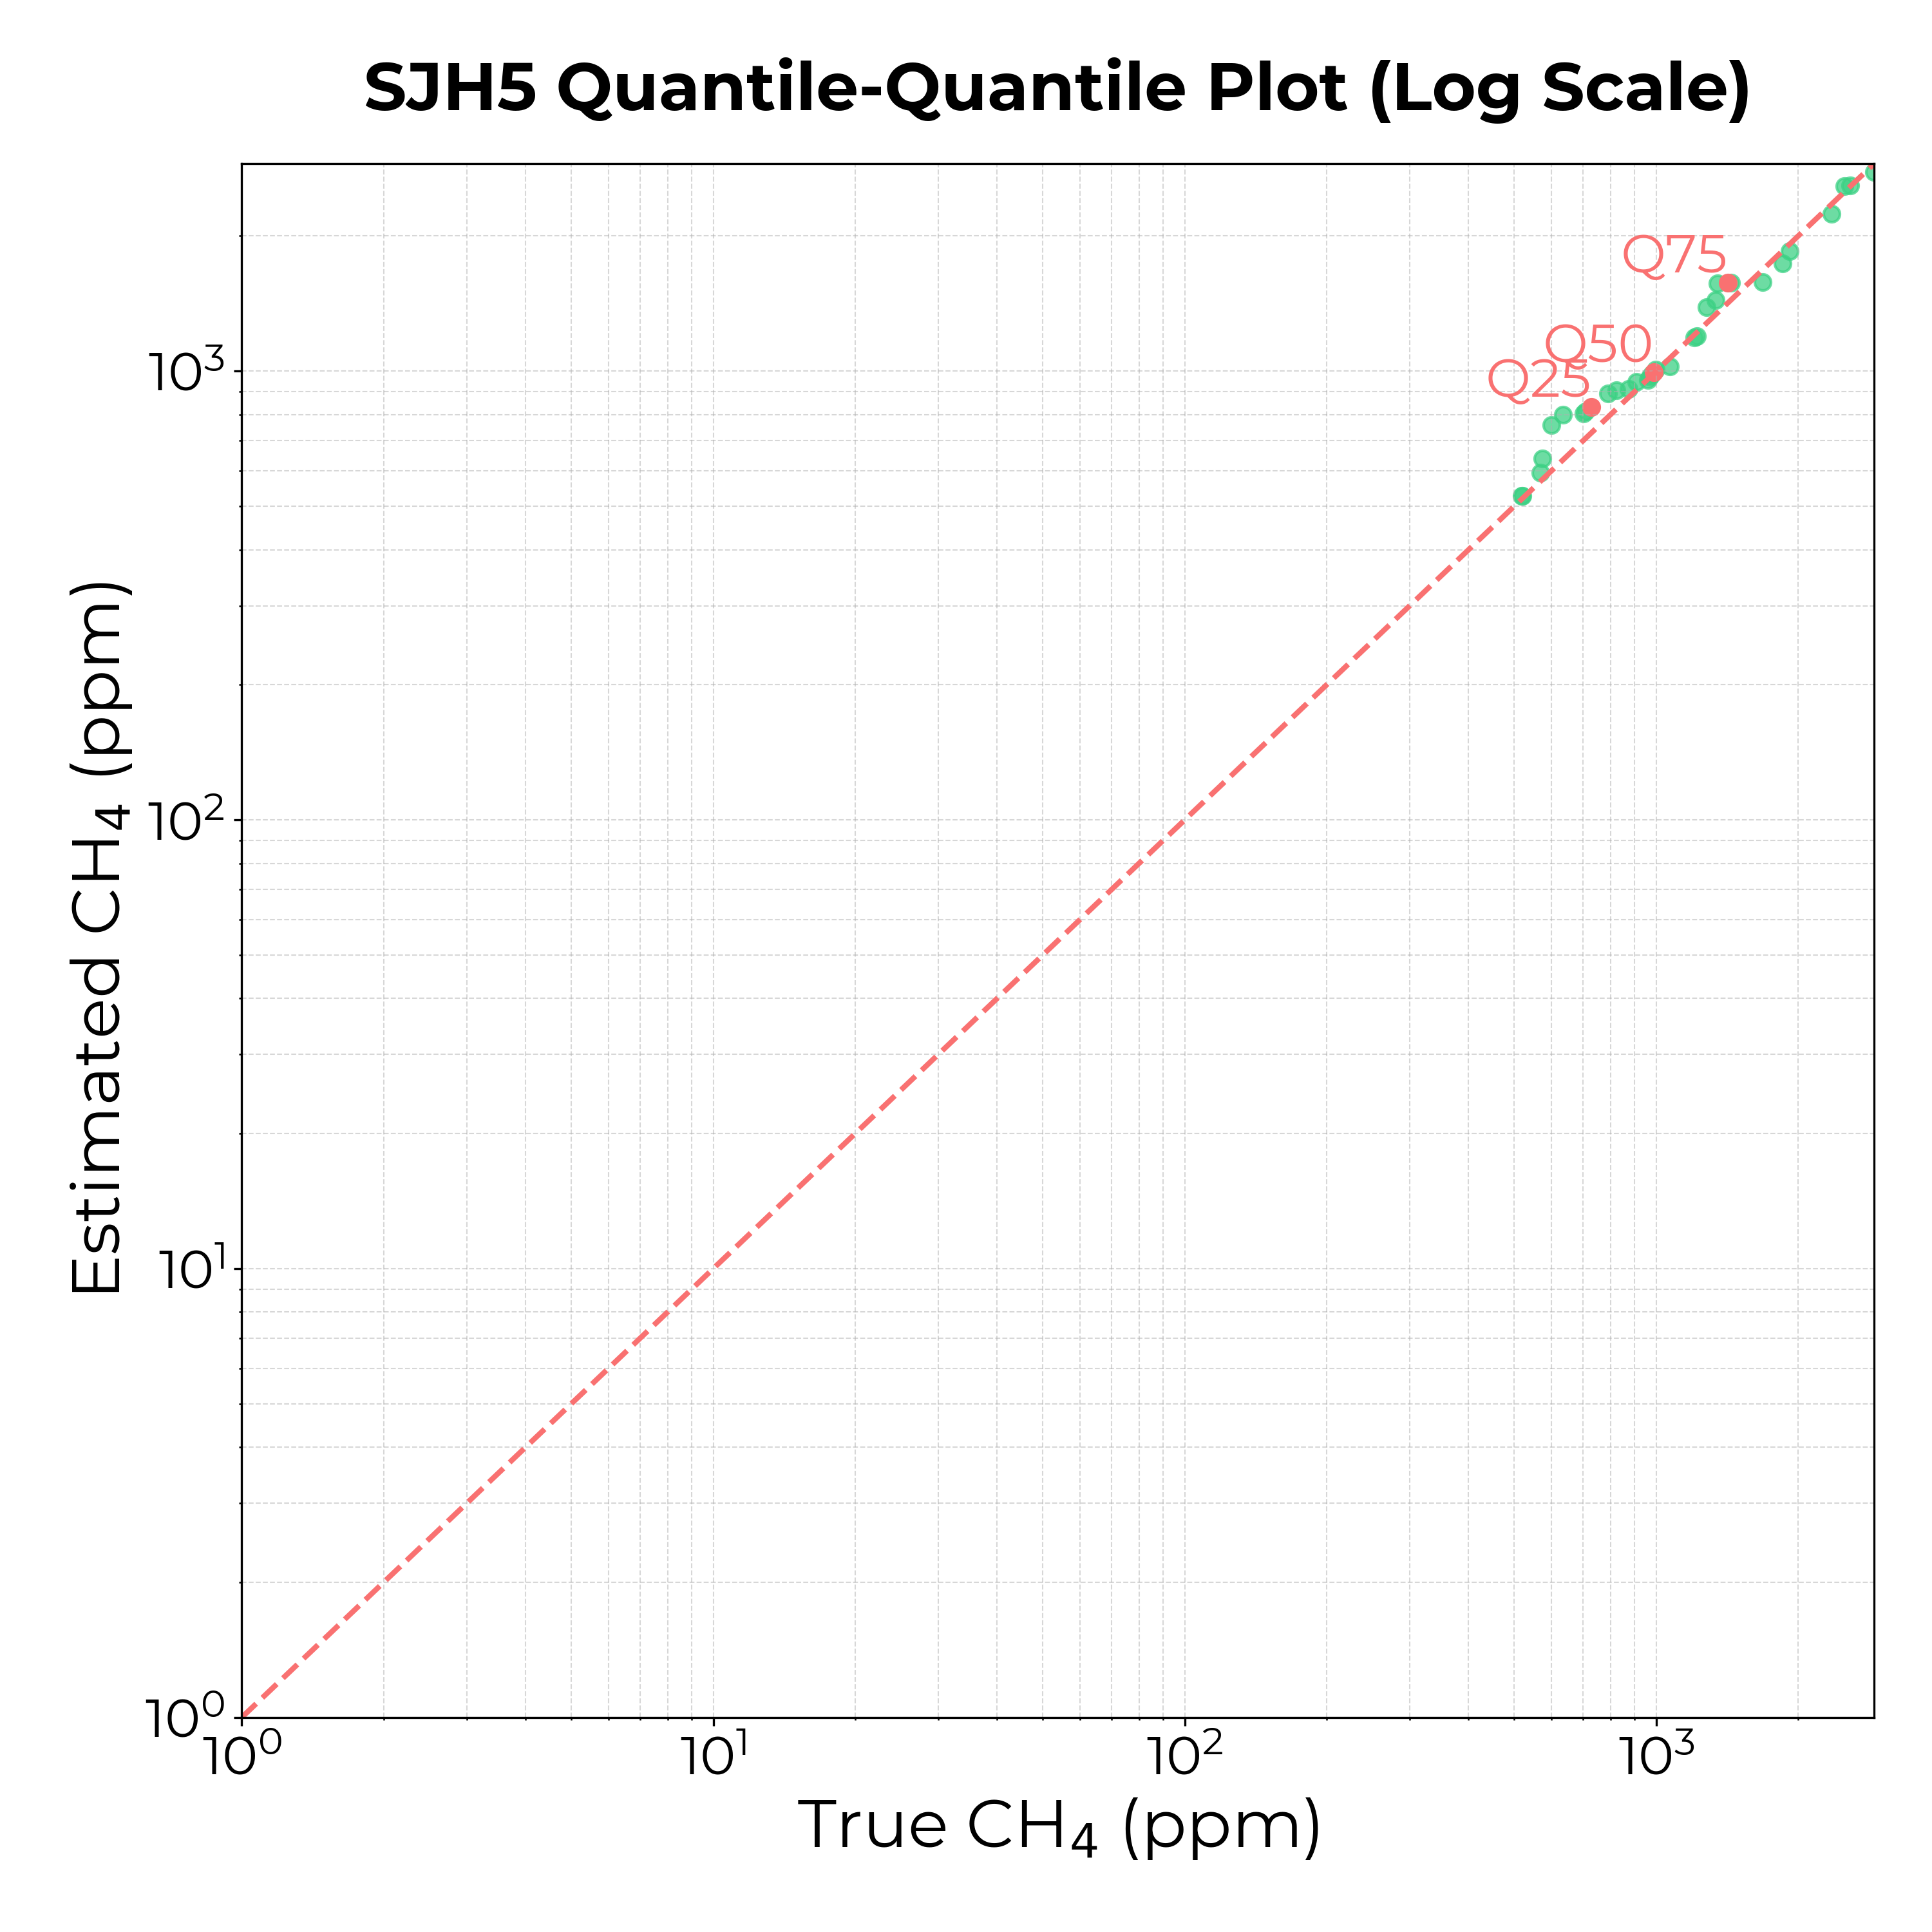 SJH5 Quantile-Quantile Plot (Log Scale)
Estimated CH₄ (ppm)
10³
10²
10¹
10⁰
Q75
Q50
Q25
10⁰ 10¹ 10² 10³
True CH₄ (ppm)